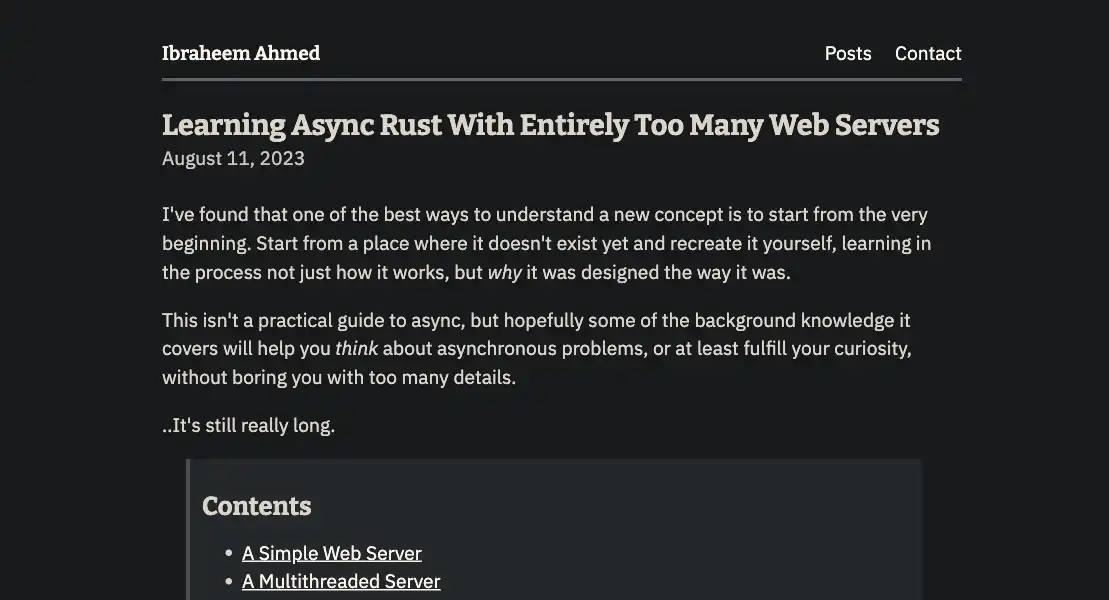 Ibraheem Ahmed
Posts Contact
Learning Async Rust With Entirely Too Many Web Servers
August 11, 2023
I've found that one of the best ways to understand a new concept is to start from the very
beginning. Start from a place where it doesn't exist yet and recreate it yourself, learning in
the process not just how it works, but why it was designed the way it was.
This isn't a practical guide to async, but hopefully some of the background knowledge it
covers will help you think about asynchronous problems, or at least fulfill your curiosity,
without boring you with too many details.
..It's still really long.
Contents
• A Simple Web Server
• A Multithreaded Server